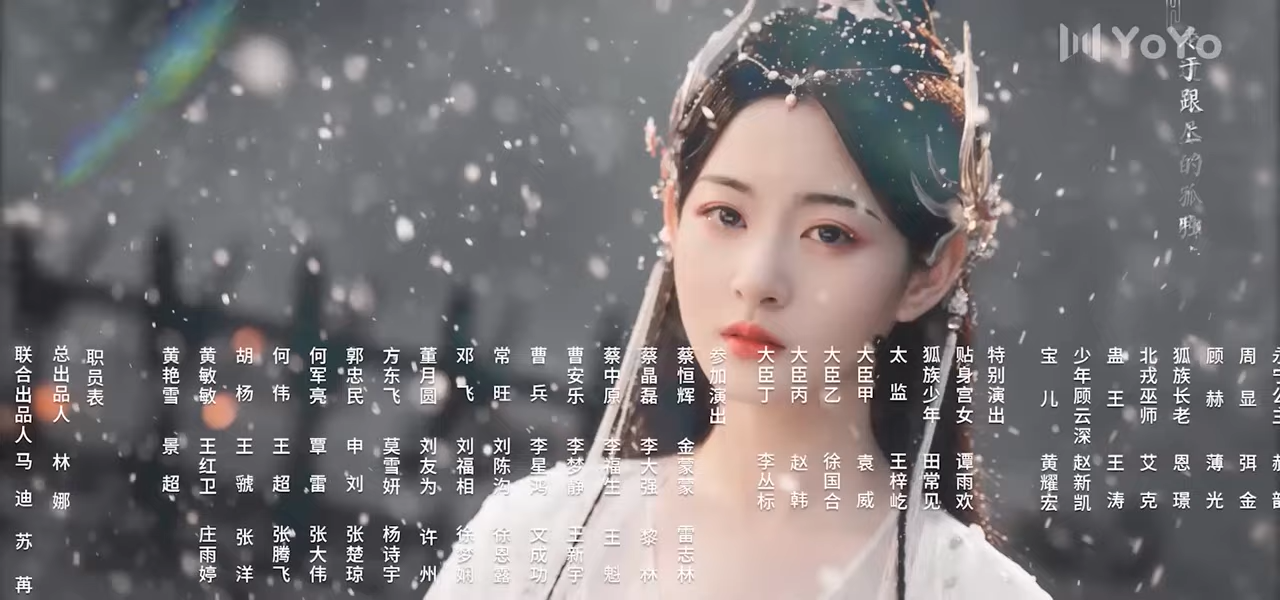 YoYo
于跟
的孤独
周显 弭金
顾赫 薄光
狐族长老 恩璟
北戎巫师 艾克
蛊王 王涛
少年顾云深 赵新凯
宝儿 黄耀宏
特别演出
贴身宫女 谭雨欢
狐族少年 田常见
太监 王梓屹
大臣甲 袁威
大臣乙 徐国合
大臣丙 赵韩
大臣丁 李丛标
参加演出
蔡恒辉 金蒙蒙 雷志林
蔡晶磊 李大强 黎林
蔡中原 李福生 王魁
曹安乐 李梦静 王新宇
曹兵 李星鸿 文成功
常旺 刘陈沟 徐恩露
邓飞 刘福相 徐梦娴
董月圆 刘友为 许州
方东飞 莫雪妍 杨诗宇
郭忠民 申刘 张楚琼
何军亮 覃雷 张大伟
何伟 王超 张腾飞
胡杨 王虢 张洋
黄敏敏 王红卫 庄雨婷
黄艳雪 景超
职员表
总出品人 林娜
联合出品人 马迪 苏苒